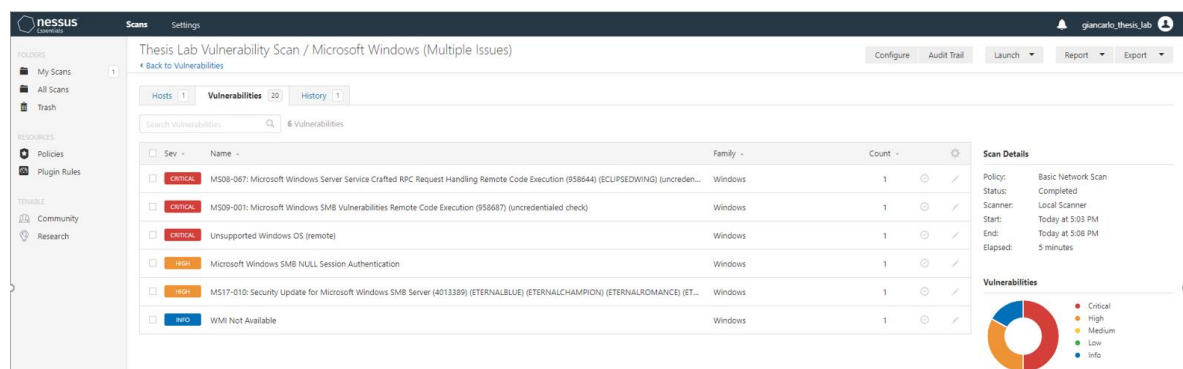 nessus
Essentials
Scans Settings
giancarlo_thesis_lab
FOLDERS
My Scans 1
All Scans
Trash
RESOURCES
Policies
Plugin Rules
TENABLE
Community
Research
Thesis Lab Vulnerability Scan / Microsoft Windows (Multiple Issues)
Back to Vulnerabilities
Configure Audit Trail Launch Report Export
Hosts 1 Vulnerabilities 20 History 1
Search Vulnerabilities 6 Vulnerabilities
Sev Name Family Count
CRITICAL MS08-067: Microsoft Windows Server Service Crafted RPC Request Handling Remote Code Execution (958644) (ECLIPSEDWING) (uncreden... Windows 1
CRITICAL MS09-001: Microsoft Windows SMB Vulnerabilities Remote Code Execution (958687) (uncredentialed check) Windows 1
CRITICAL Unsupported Windows OS (remote) Windows 1
HIGH Microsoft Windows SMB NULL Session Authentication Windows 1
HIGH MS17-010: Security Update for Microsoft Windows SMB Server (4013389) (ETERNALBLUE) (ETERNALCHAMPION) (ETERNALROMANCE) (ET... Windows 1
INFO WMI Not Available Windows 1
Scan Details
Policy: Basic Network Scan
Status: Completed
Scanner: Local Scanner
Start: Today at 5:03 PM
End: Today at 5:08 PM
Elapsed: 5 minutes
Vulnerabilities
Critical
High
Medium
Low
Info